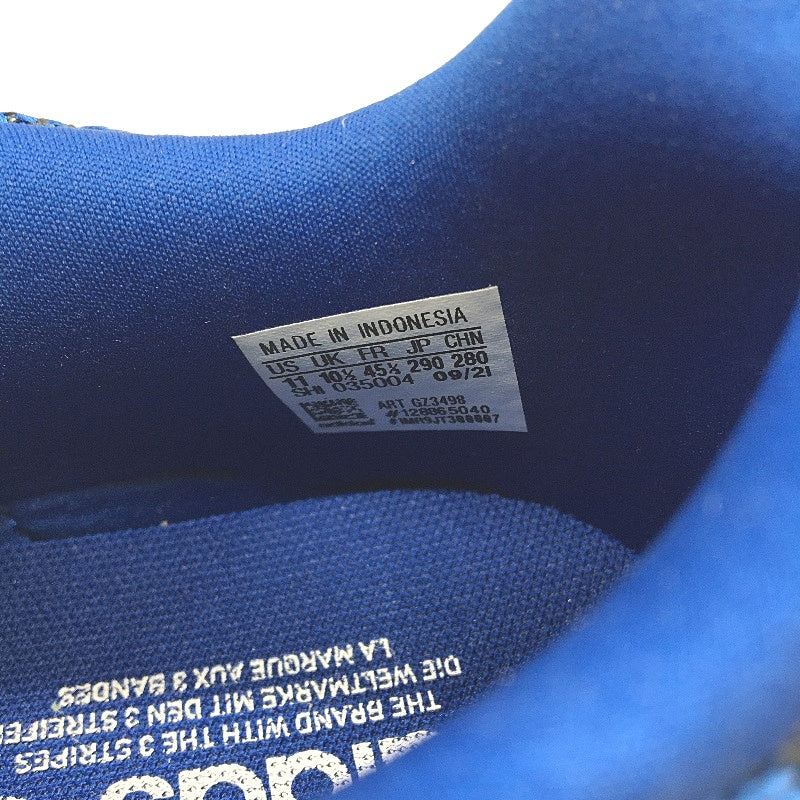 MADE IN INDONESIA
US UK FR JP CHN
11 10½ 45⅓ 290 280
SHI 035004 09/21
ART GZ3498
#128865040
adidas
THE BRAND WITH THE 3 STRIPES
DIE WELTMARKE MIT DEN 3 STREIFEN
LA MARQUE AUX 3 BANDES